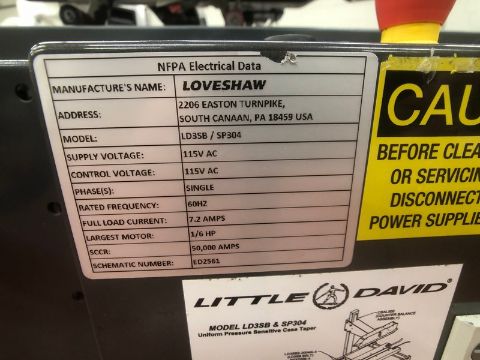 NFPA Electrical Data
MANUFACTURE'S NAME: LOVESHAW
ADDRESS: 2206 EASTON TURNPIKE,
SOUTH CANAAN, PA 18459 USA
MODEL: LD3SB / SP304
SUPPLY VOLTAGE: 115V AC
CONTROL VOLTAGE: 115V AC
PHASE(S): SINGLE
RATED FREQUENCY: 60HZ
FULL LOAD CURRENT: 7.2 AMPS
LARGEST MOTOR: 1/6 HP
SCCR: 50,000 AMPS
SCHEMATIC NUMBER: ED2561
CAU
BEFORE CLEA
OR SERVICIN
DISCONNECT
POWER SUPPLIE
LITTLE DAVID
MODEL LD3SB & SP304
Uniform Pressure Sensitive Case Taper
COUNTER BALANCE
ASSEMBLY